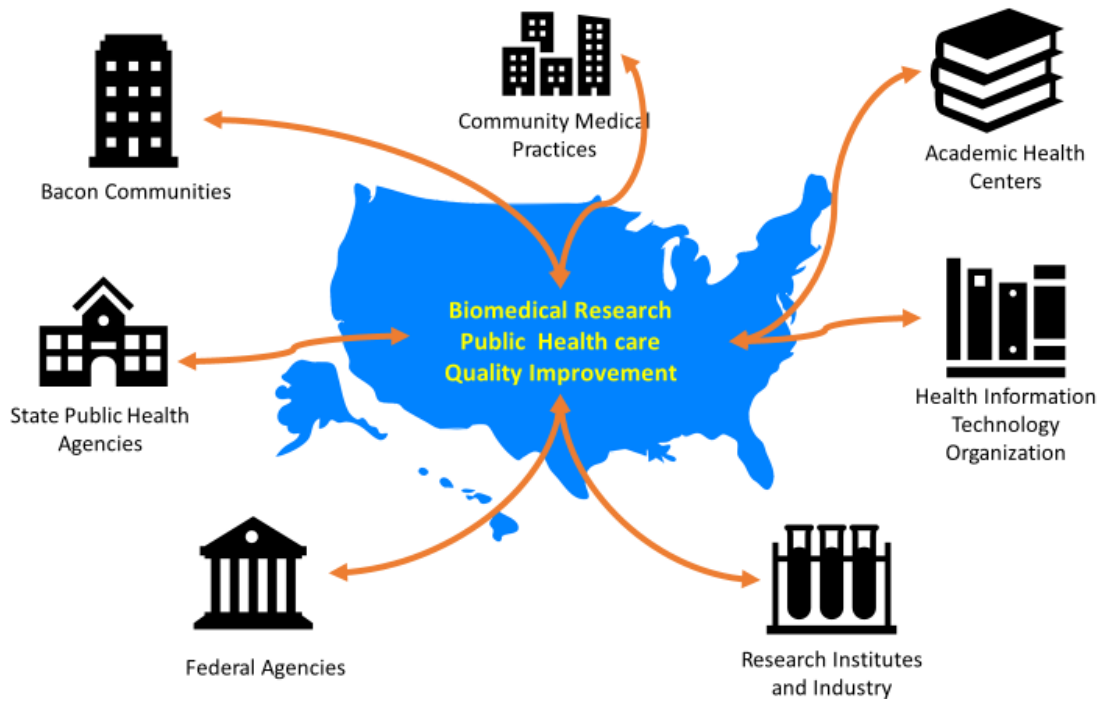 Bacon Communities
Community Medical
Practices
Academic Health
Centers
Biomedical Research
Public Health care
Quality Improvement
State Public Health
Agencies
Health Information
Technology
Organization
Federal Agencies
Research Institutes
and Industry